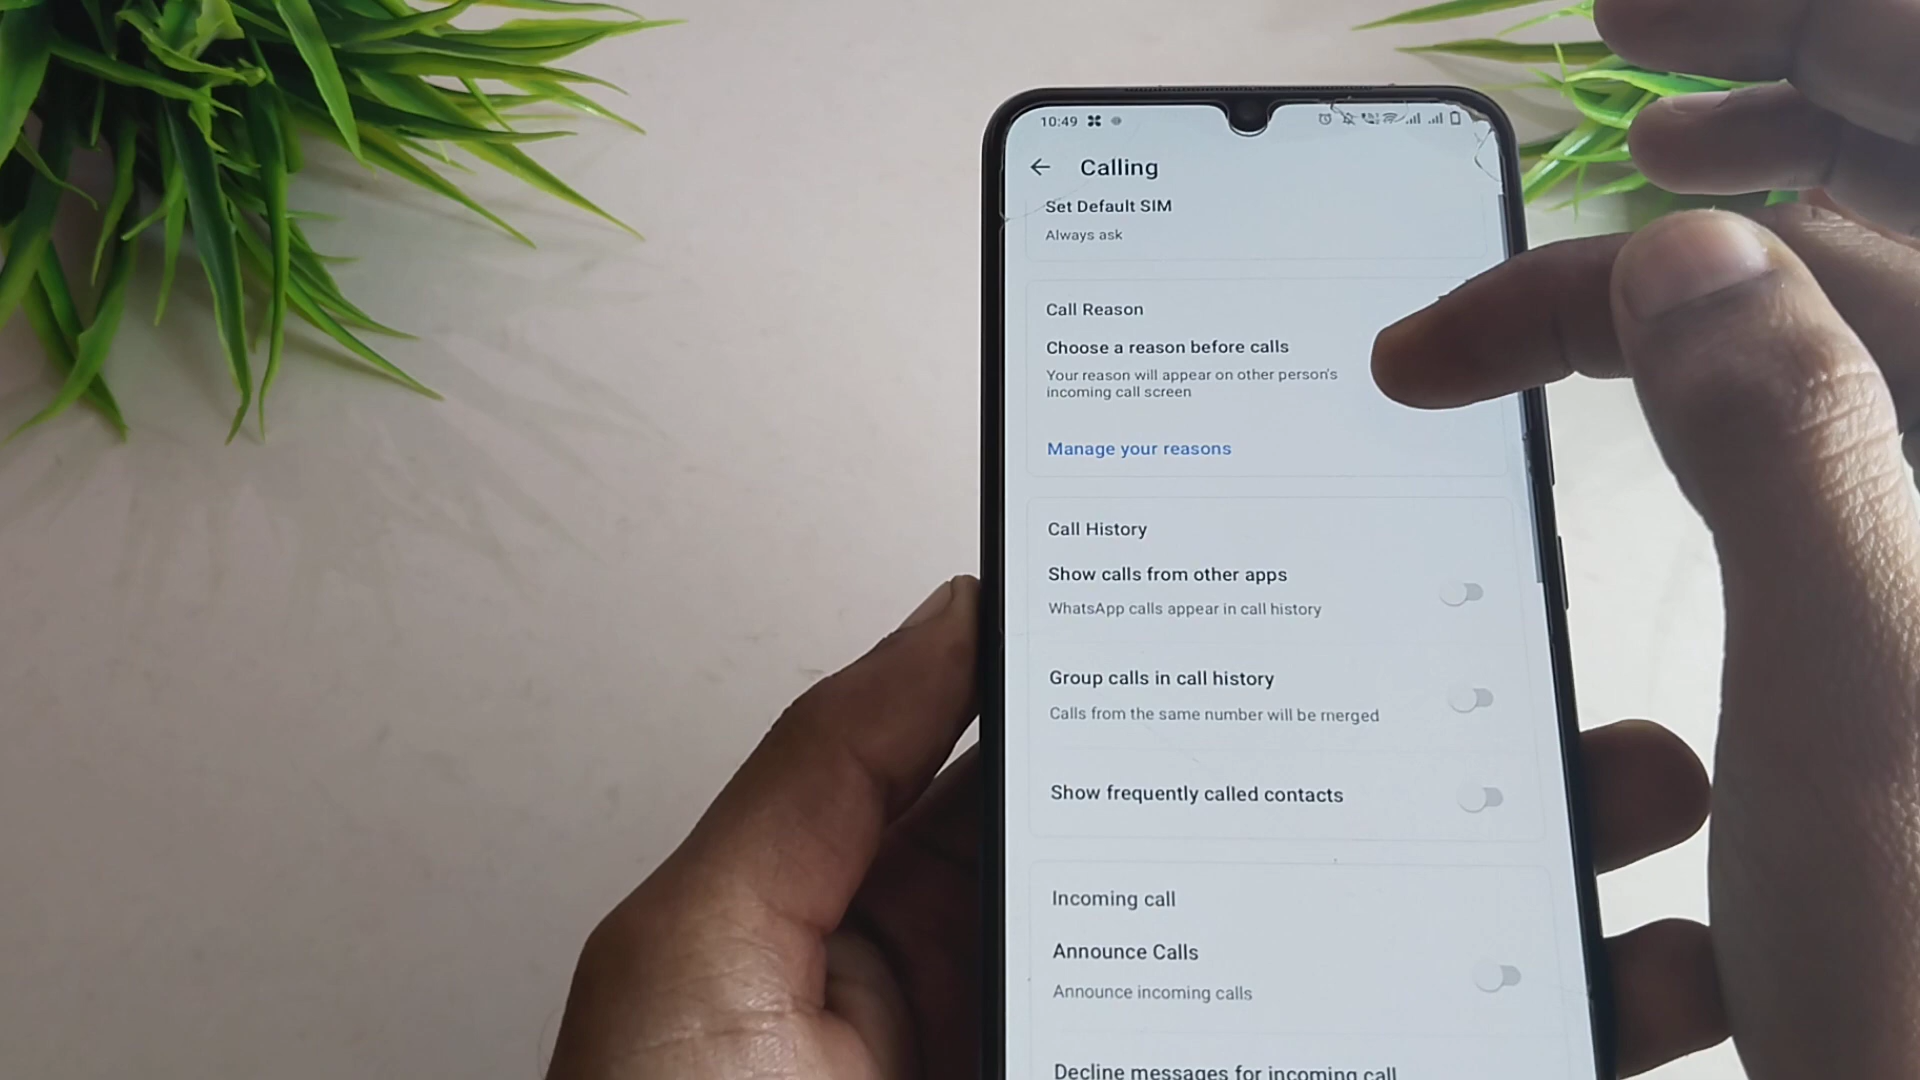 10:49
Calling
Set Default SIM
Always ask
Call Reason
Choose a reason before calls
Your reason will appear on other person's
incoming call screen
Manage your reasons
Call History
Show calls from other apps
WhatsApp calls appear in call history
Group calls in call history
Calls from the same number will be merged
Show frequently called contacts
Incoming call
Announce Calls
Announce incoming calls
Decline messages for incoming call